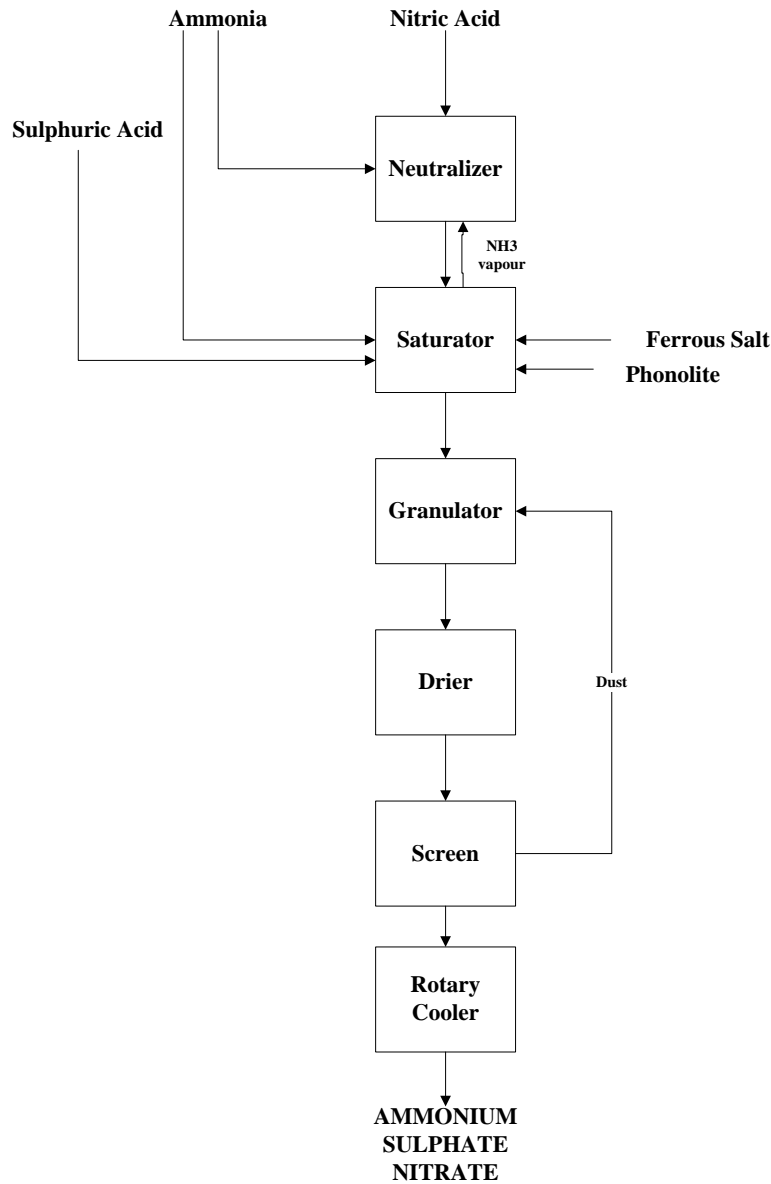 Ammonia
Nitric Acid
Sulphuric Acid
Neutralizer
NH3
vapour
Saturator
Ferrous Salt
Phonolite
Granulator
Drier
Dust
Screen
Rotary
Cooler
AMMONIUM
SULPHATE
NITRATE